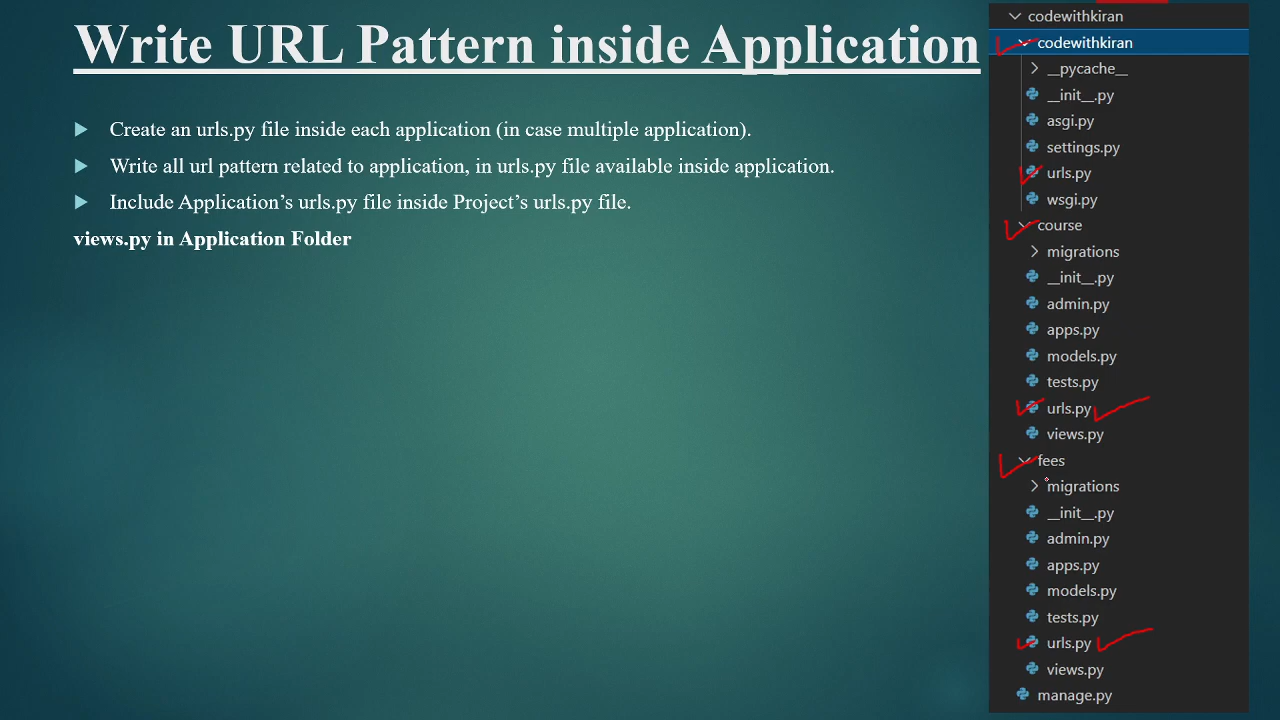 Write URL Pattern inside Application
Create an urls.py file inside each application (in case multiple application).
Write all url pattern related to application, in urls.py file available inside application.
Include Application’s urls.py file inside Project’s urls.py file.
views.py in Application Folder
codewithkiran
codewithkiran
__pycache__
__init__.py
asgi.py
settings.py
urls.py
wsgi.py
course
migrations
__init__.py
admin.py
apps.py
models.py
tests.py
urls.py
views.py
fees
migrations
__init__.py
admin.py
apps.py
models.py
tests.py
urls.py
views.py
manage.py